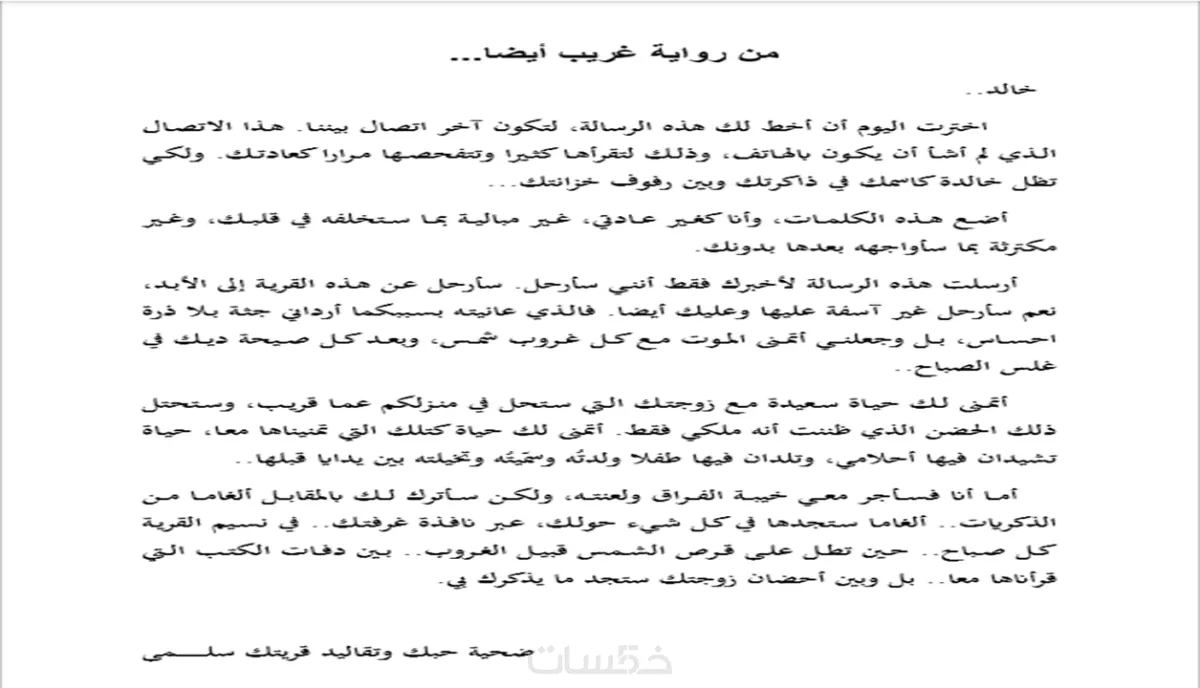 من رواية غريب أيضا...
خالد..
اخترت اليوم أن أخط لك هذه الرسالة، لتكون آخر اتصال بيننا. هذا الاتصال
الذي لم أشأ أن يكون بالهاتف، وذلك لتقرأها كثيرا وتتفحصها مرارا كعادتك. ولكي
تظل خالدة كاسمك في ذاكرتك وبين رفوف خزانتك...
أضع هذه الكلمات، وأنا كغير عادتي، غير مبالية بما ستخلفه في قلبك، وغير
مكترثة بما سأواجهه بعدها بدونك.
أرسلت هذه الرسالة لأخبرك فقط أنني سأرحل. سأرحل عن هذه القرية إلى الأبد،
نعم سأرحل غير آسفة عليها وعليك أيضا. فالذي عانيته بسببكما أرداني جثة بلا ذرة
احساس، بل وجعلني أتمنى الموت مع كل غروب شمس، وبعد كل صيحة ديك في
غلس الصباح..
أتمنى لك حياة سعيدة مع زوجتك التي ستحل في منزلكم عما قريب، وستحتل
ذلك الحضن الذي ظننت أنه ملكي فقط. أتمنى لك حياة كتلك التي تمنيناها معا، حياة
تشيدان فيها أحلامي، وتلدان فيها طفلا ولدتُه وسمّيتُه وتخيلته بين يدايا قبلها..
أما أنا فسأجر معي خيبة الفراق ولعنته، ولكن سأترك لك بالمقابل ألغاما من
الذكريات.. ألغاما ستجدها في كل شيء حولك، عبر نافذة غرفتك.. في نسيم القرية
كل صباح.. حين تطل على قرص الشمس قبيل الغروب.. بين دفات الكتب التي
قرأناها معا.. بل وبين أحضان زوجتك ستجد ما يذكرك بي.
ضحية حبك وتقاليد قريتك سلـــمى
خمسات